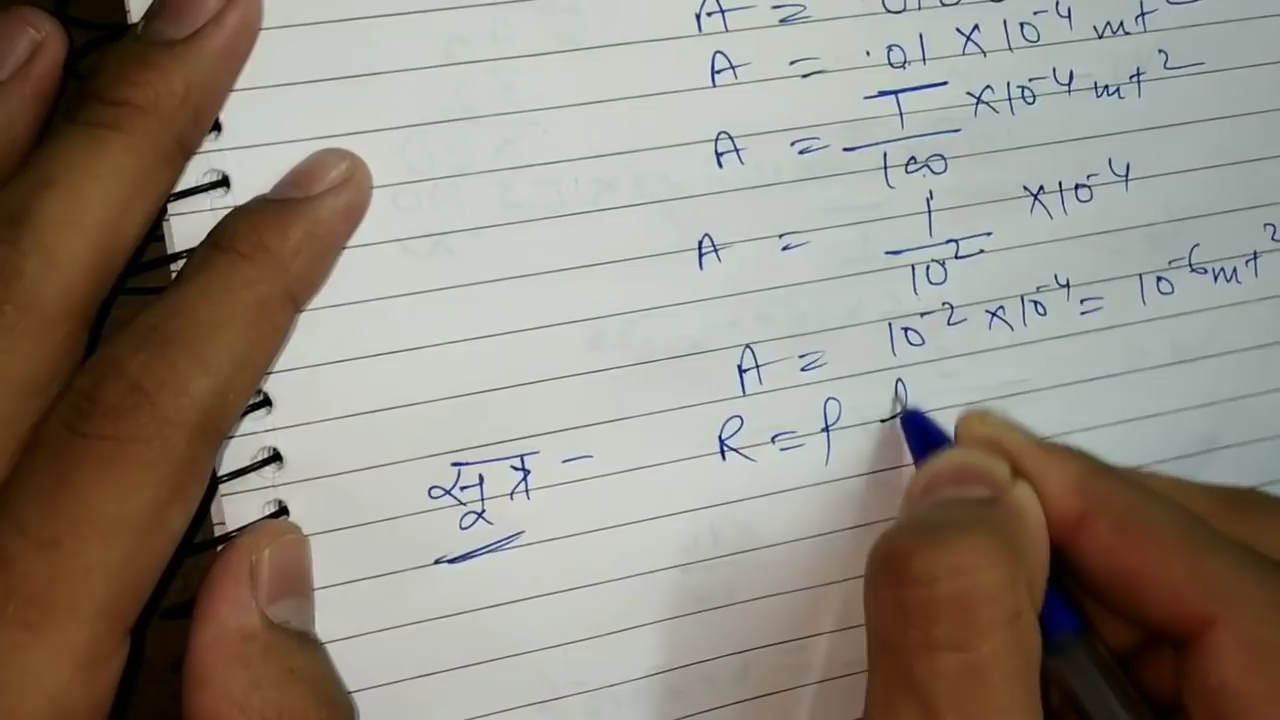 A =
A = .01 × 10⁻⁴ mt²
A = 1/100 × 10⁻⁴ mt²
A = 1/10² × 10⁻⁴
A = 10⁻² × 10⁻⁴ = 10⁻⁶ mt²
सूत्र - R = ρ l